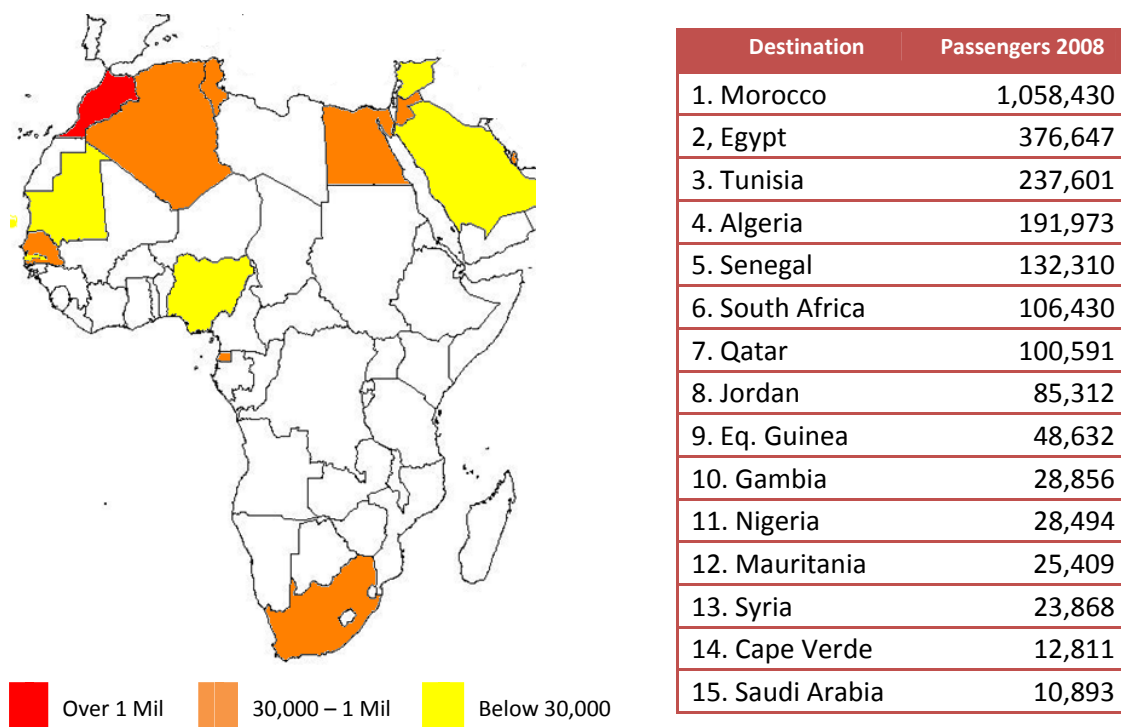 Destination Passengers 2008
1. Morocco 1,058,430
2, Egypt 376,647
3. Tunisia 237,601
4. Algeria 191,973
5. Senegal 132,310
6. South Africa 106,430
7. Qatar 100,591
8. Jordan 85,312
9. Eq. Guinea 48,632
10. Gambia 28,856
11. Nigeria 28,494
12. Mauritania 25,409
13. Syria 23,868
14. Cape Verde 12,811
15. Saudi Arabia 10,893
Over 1 Mil 30,000 – 1 Mil Below 30,000